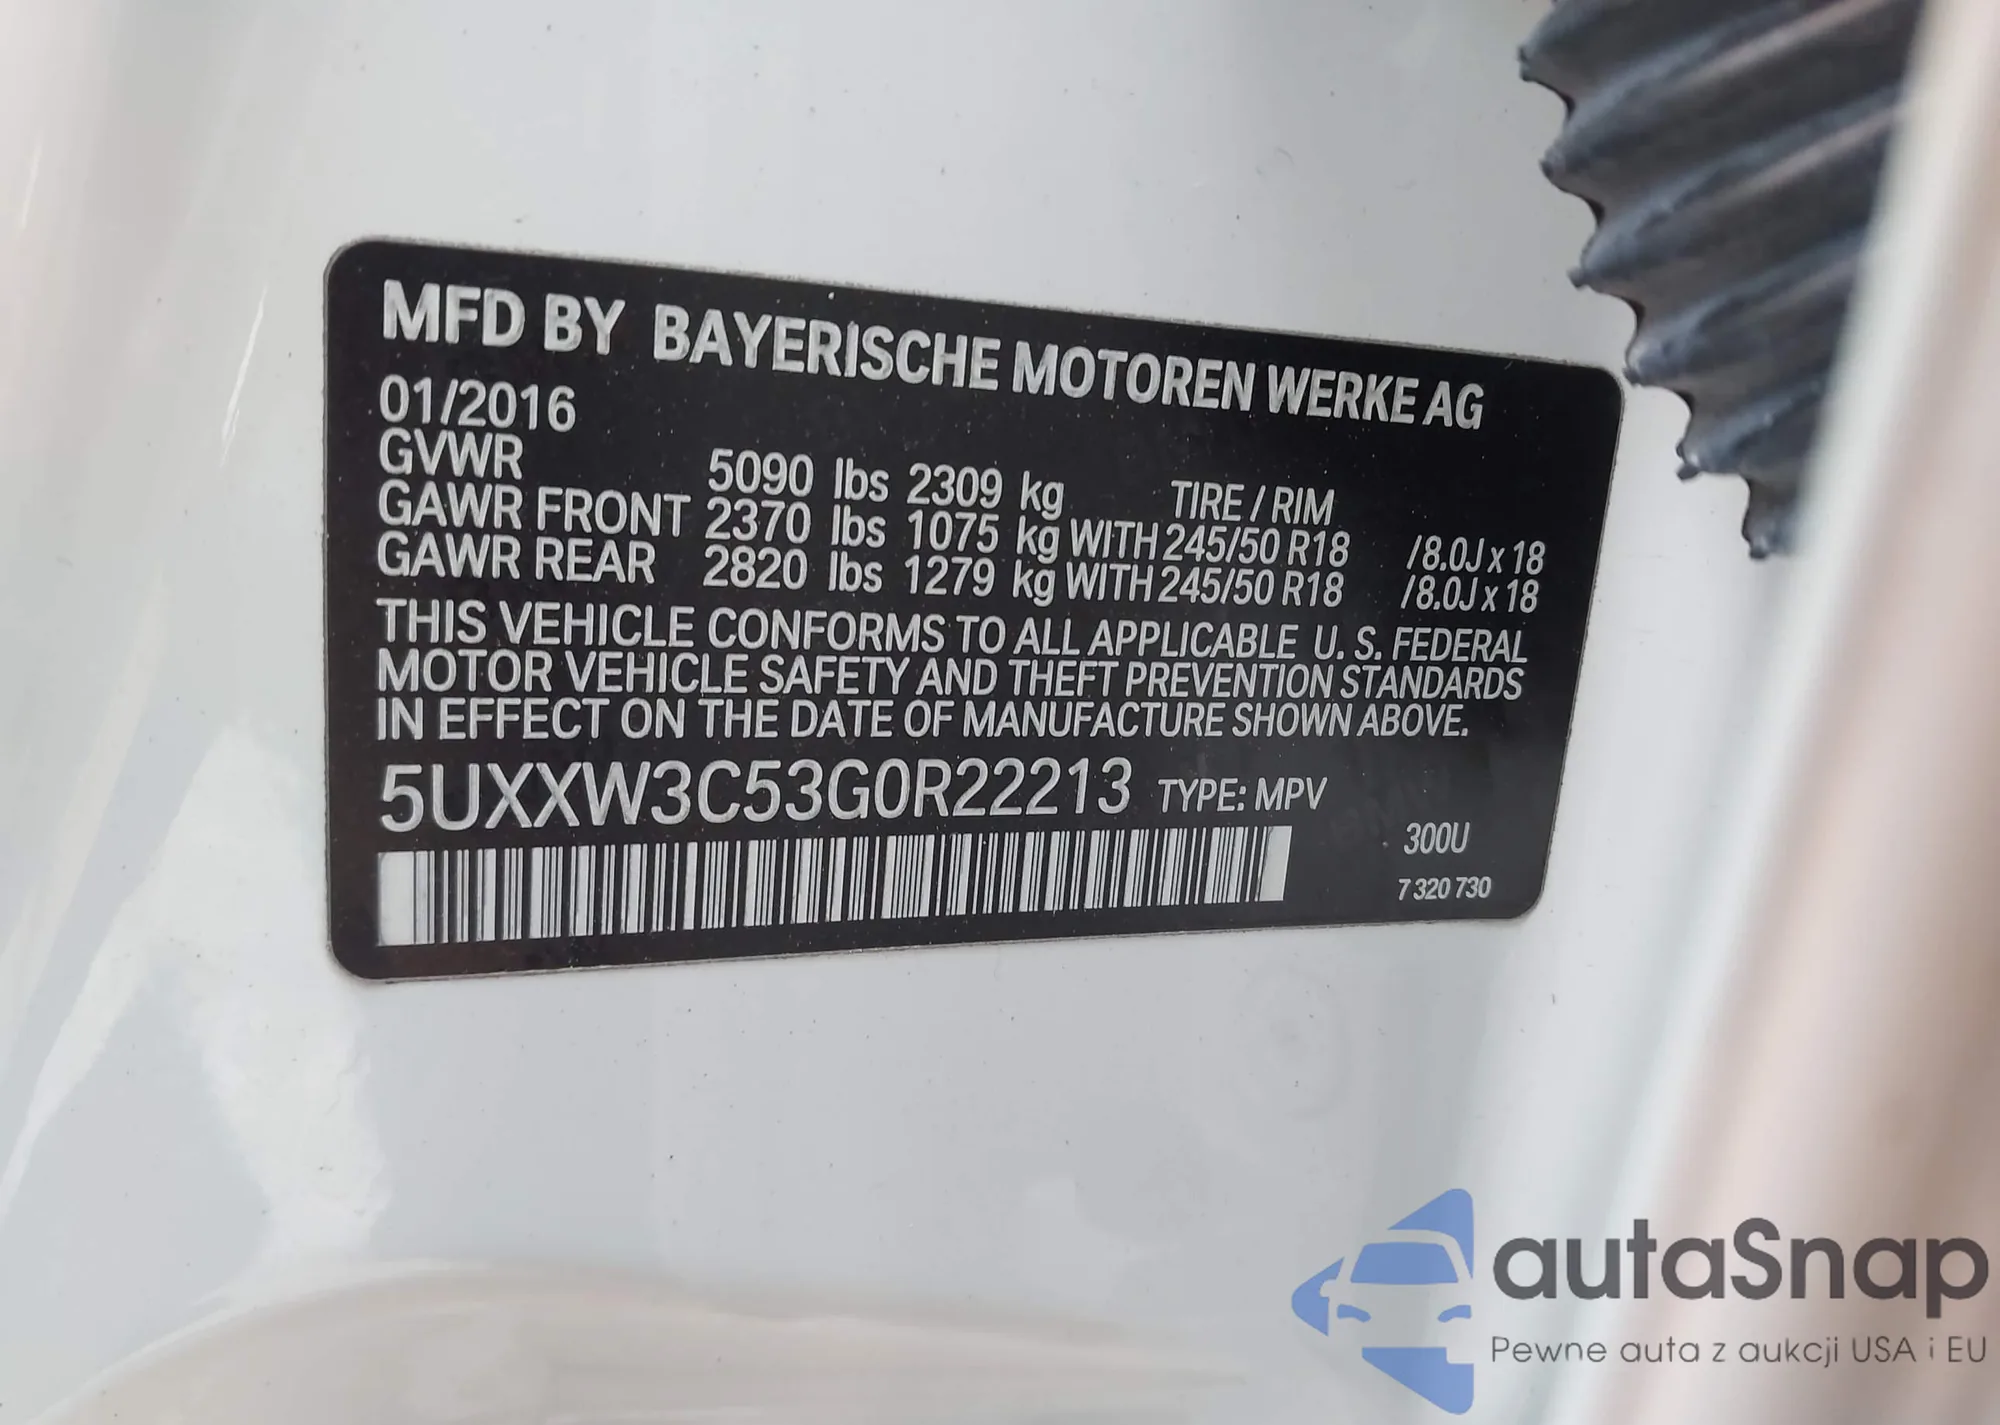 MFD BY BAYERISCHE MOTOREN WERKE AG
01/2016
GVWR 5090 lbs 2309 kg TIRE / RIM
GAWR FRONT 2370 lbs 1075 kg WITH 245/50 R18 /8.0J x 18
GAWR REAR 2820 lbs 1279 kg WITH 245/50 R18 /8.0J x 18
THIS VEHICLE CONFORMS TO ALL APPLICABLE U. S. FEDERAL
MOTOR VEHICLE SAFETY AND THEFT PREVENTION STANDARDS
IN EFFECT ON THE DATE OF MANUFACTURE SHOWN ABOVE.
5UXXW3C53G0R22213 TYPE: MPV
300U
7 320 730
autaSnap
Pewne auta z aukcji USA i EU